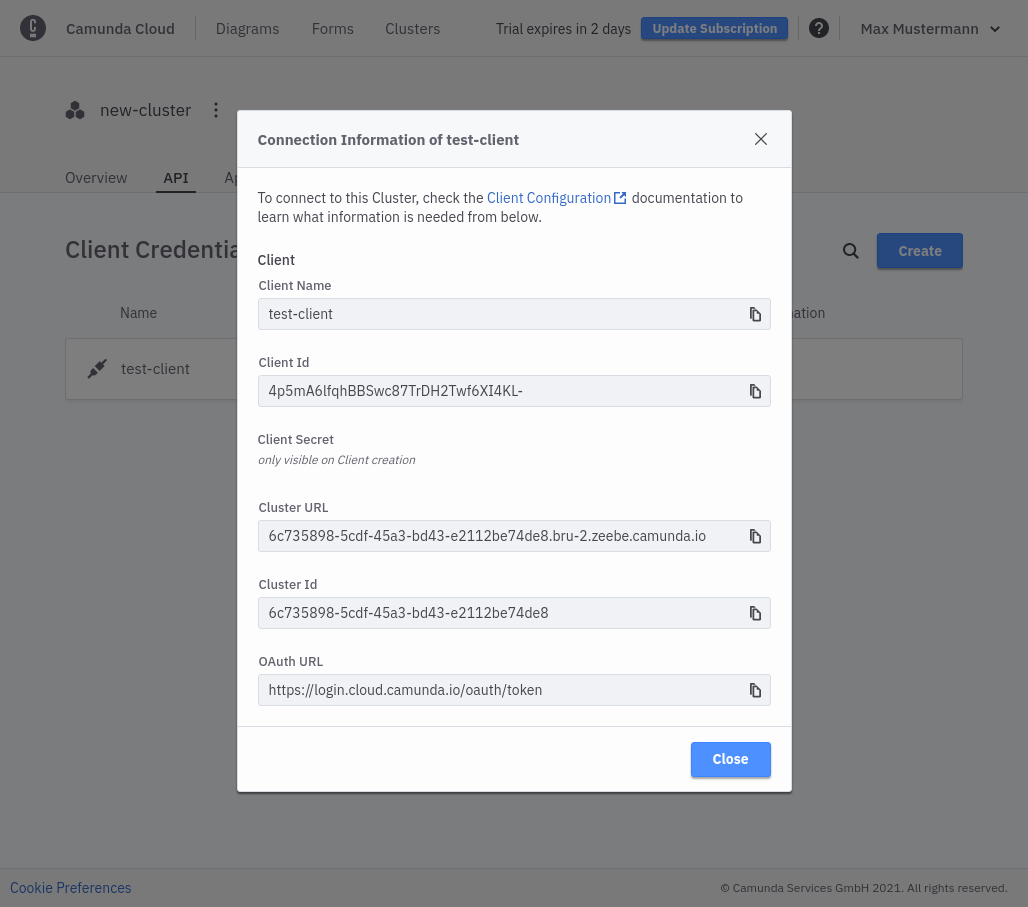 Camunda Cloud Diagrams Forms Clusters Trial expires in 2 days Update Subscription ? Max Mustermann
new-cluster
Connection Information of test-client
Overview API
To connect to this Cluster, check the Client Configuration documentation to
learn what information is needed from below.
Client Credentia
Create
Client
Client Name
test-client
Name
ation
test-client
Client Id
4p5mA6lfqhBBSwc87TrDH2Twf6XI4KL-
Client Secret
only visible on Client creation
Cluster URL
6c735898-5cdf-45a3-bd43-e2112be74de8.bru-2.zeebe.camunda.io
Cluster Id
6c735898-5cdf-45a3-bd43-e2112be74de8
OAuth URL
https://login.cloud.camunda.io/oauth/token
Close
Cookie Preferences
© Camunda Services GmbH 2021. All rights reserved.